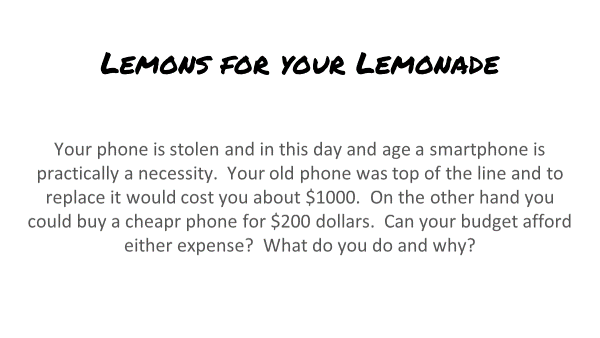 Lemons for your Lemonade
Your phone is stolen and in this day and age a smartphone is
practically a necessity.  Your old phone was top of the line and to
replace it would cost you about $1000.  On the other hand you
could buy a cheapr phone for $200 dollars.  Can your budget afford
either expense?  What do you do and why?